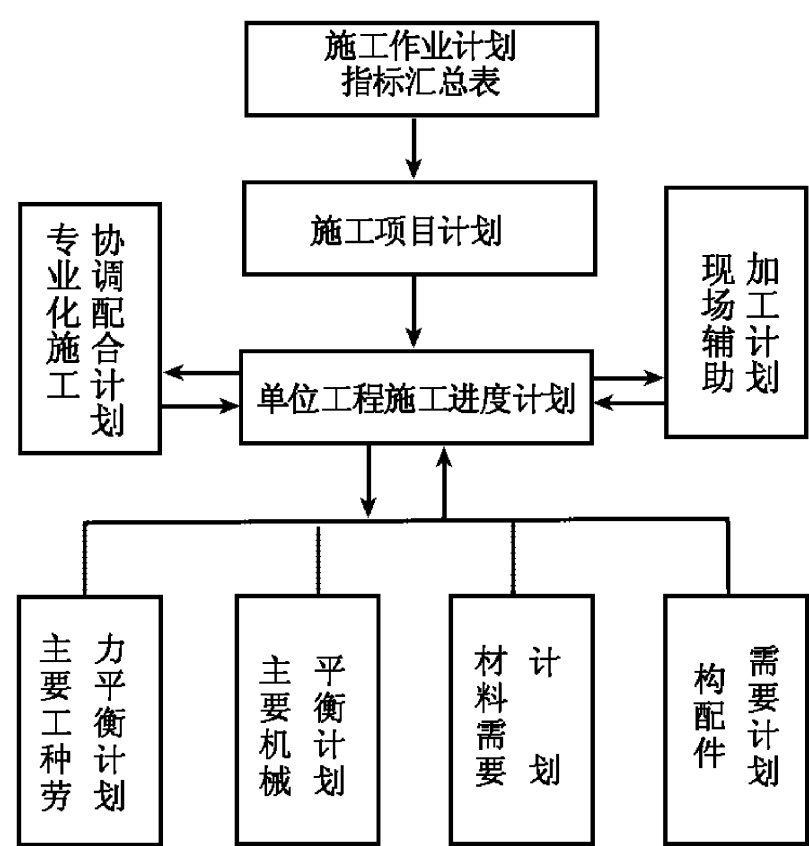 施工作业计划
指标汇总表
施工项目计划
专业化施工
协调配合计划
现场辅助
加工计划
单位工程施工进度计划
主要工种劳
力平衡计划
主要机械
平衡计划
材料需要
计划
构配件
需要计划